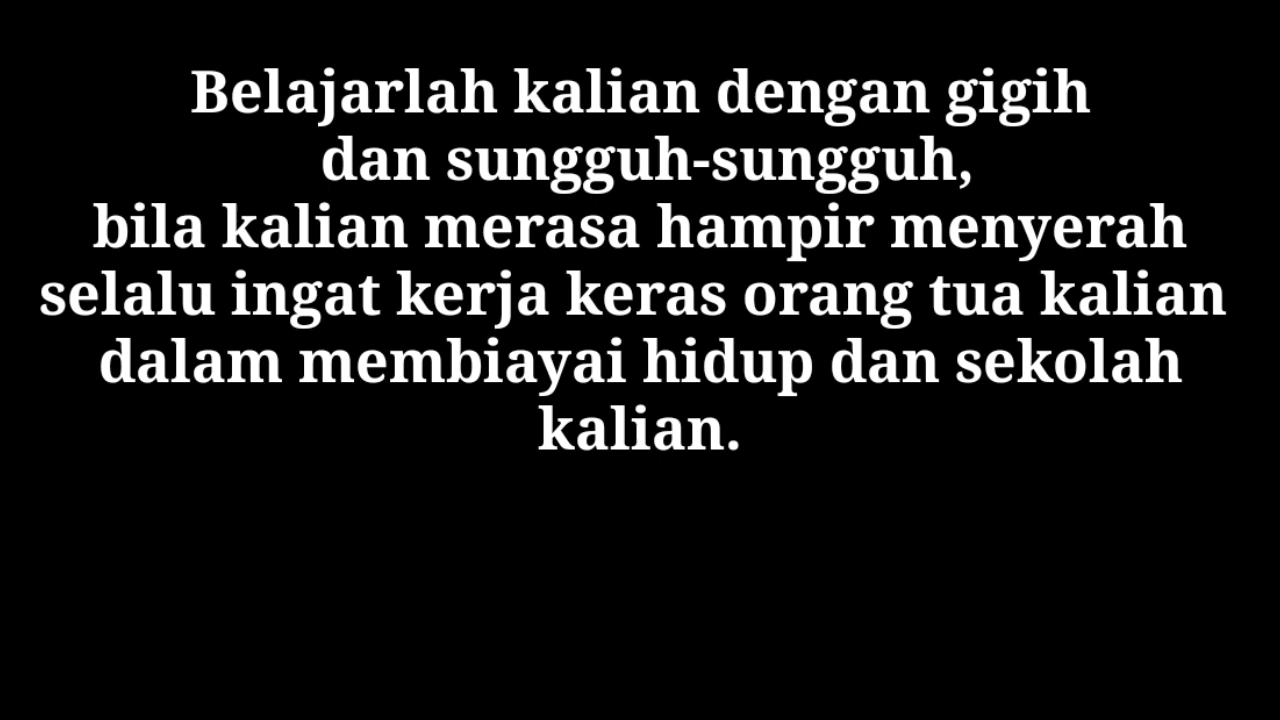 Belajarlah kalian dengan gigih
dan sungguh-sungguh,
bila kalian merasa hampir menyerah
selalu ingat kerja keras orang tua kalian
dalam membiayai hidup dan sekolah
kalian.